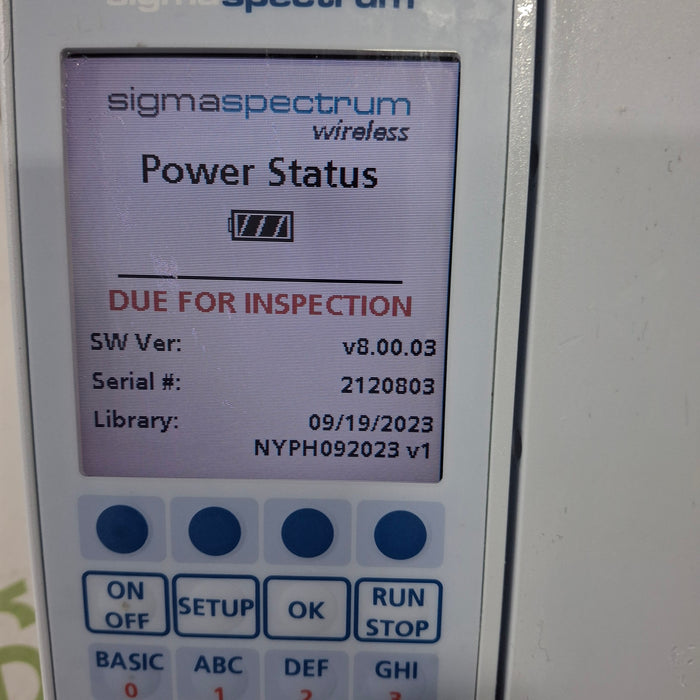 sigmaspectrum
sigmaspectrum
wireless
Power Status
DUE FOR INSPECTION
SW Ver: v8.00.03
Serial #: 2120803
Library: 09/19/2023
NYPH092023 v1
ON OFF SETUP OK RUN STOP
BASIC ABC DEF GHI
0 1 2 3